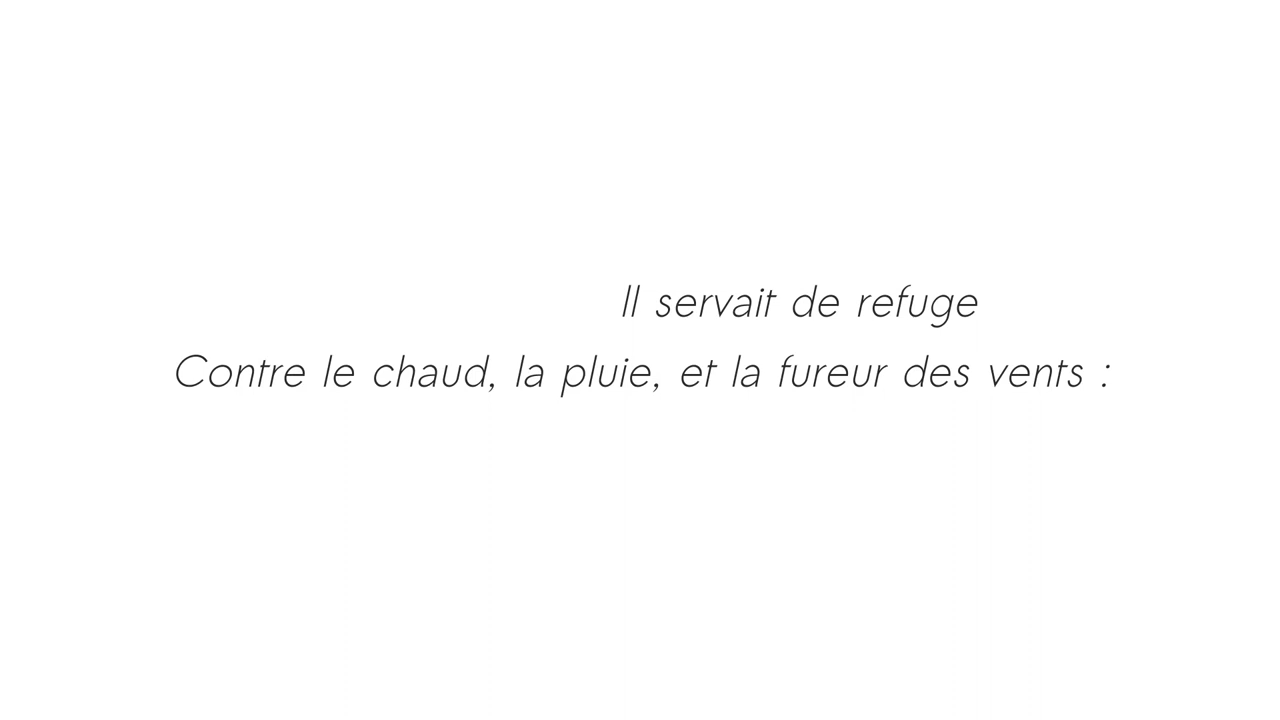 Il servait de refuge
Contre le chaud, la pluie, et la fureur des vents :